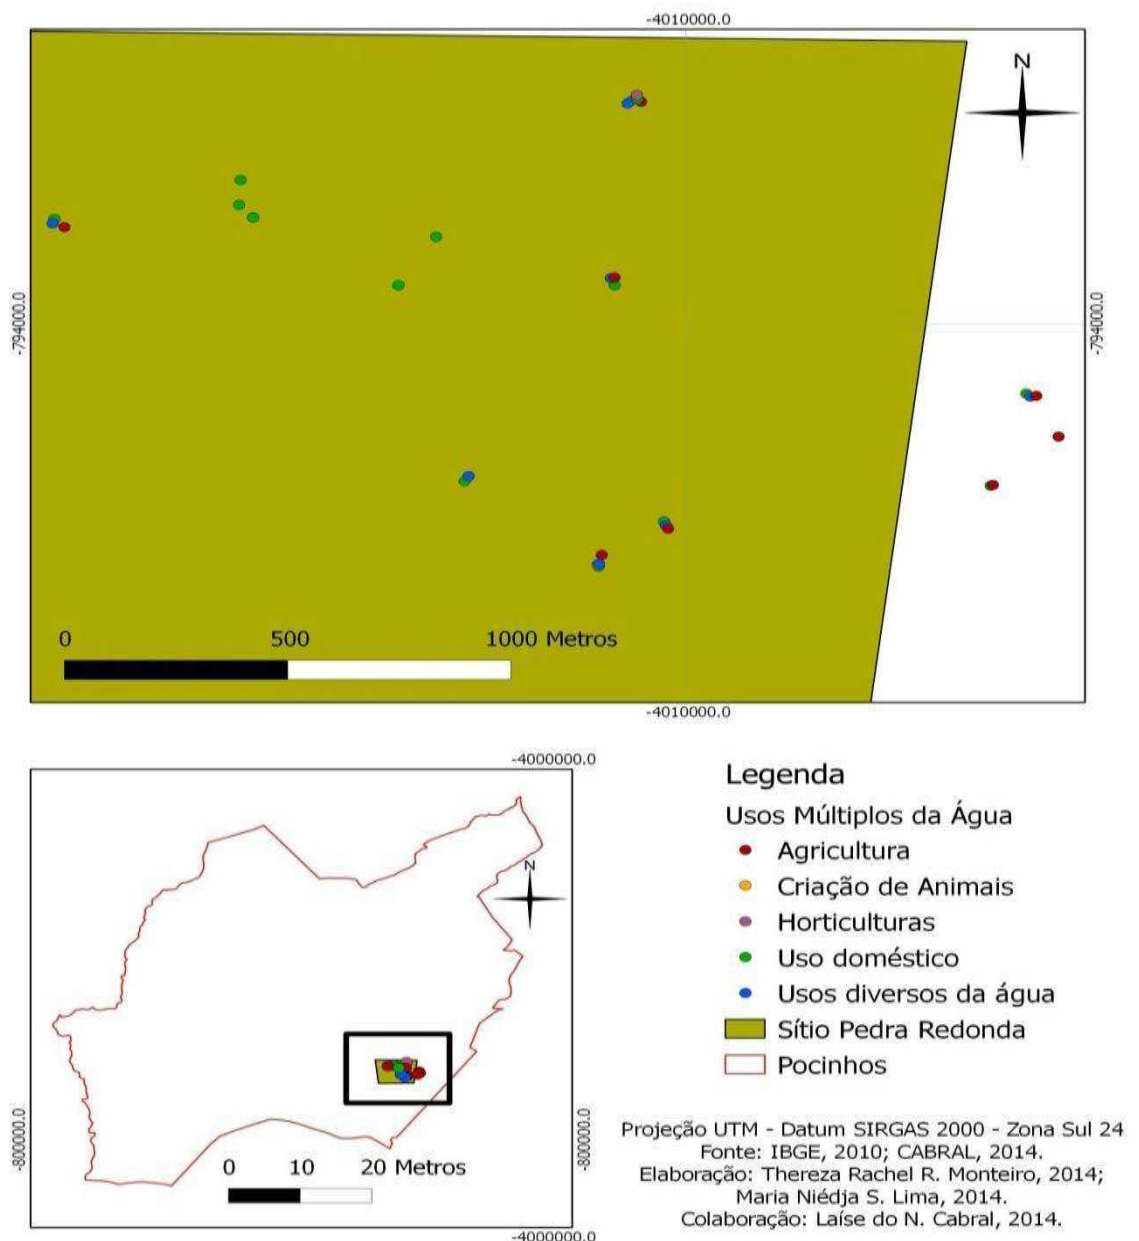 -4010000.0
N
-794000.0
-794000.0
0 500 1000 Metros
-4010000.0
-4000000.0
N
-800000.0
-800000.0
0 10 20 Metros
-4000000.0
Legenda
Usos Múltiplos da Água
Agricultura
Criação de Animais
Horticulturas
Uso doméstico
Usos diversos da água
Sítio Pedra Redonda
Pocinhos
Projeção UTM - Datum SIRGAS 2000 - Zona Sul 24
Fonte: IBGE, 2010; CABRAL, 2014.
Elaboração: Thereza Rachel R. Monteiro, 2014;
Maria Niédja S. Lima, 2014.
Colaboração: Laíse do N. Cabral, 2014.